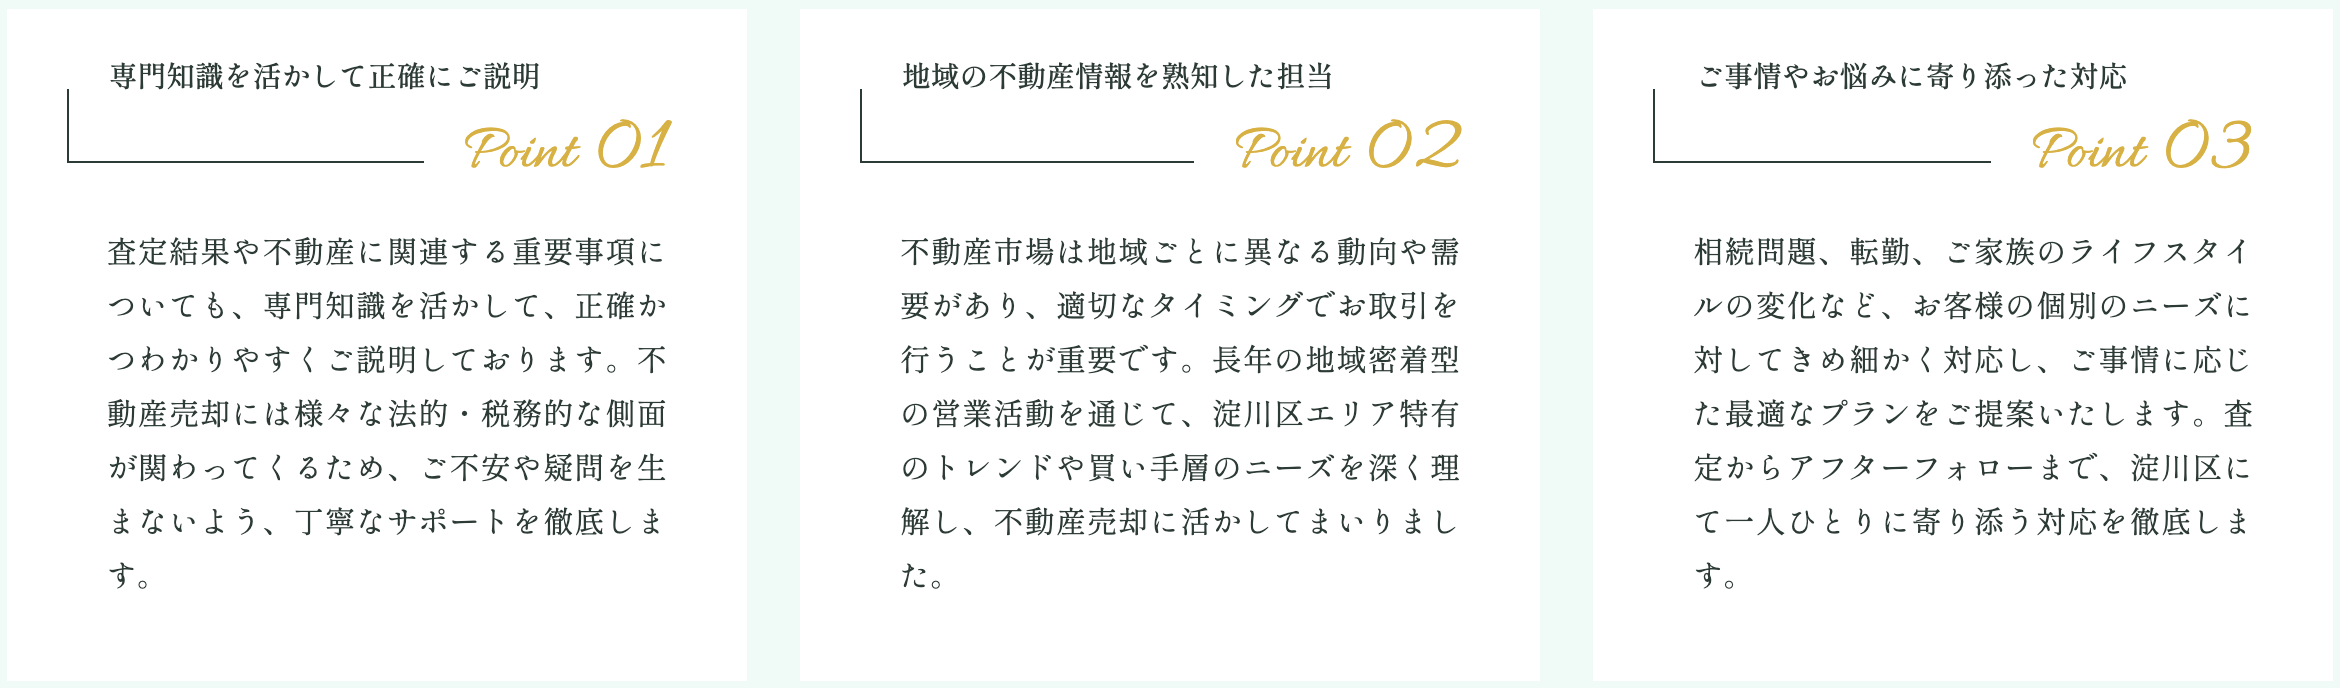 専門知識を活かして正確にご説明
Point 01
査定結果や不動産に関連する重要事項に
ついても、専門知識を活かして、正確か
つわかりやすくご説明しております。不
動産売却には様々な法的・税務的な側面
が関わってくるため、ご不安や疑問を生
まないよう、丁寧なサポートを徹底しま
す。
地域の不動産情報を熟知した担当
Point 02
不動産市場は地域ごとに異なる動向や需
要があり、適切なタイミングでお取引を
行うことが重要です。長年の地域密着型
の営業活動を通じて、淀川区エリア特有
のトレンドや買い手層のニーズを深く理
解し、不動産売却に活かしてまいりまし
た。
ご事情やお悩みに寄り添った対応
Point 03
相続問題、転勤、ご家族のライフスタイ
ルの変化など、お客様の個別のニーズに
対してきめ細かく対応し、ご事情に応じ
た最適なプランをご提案いたします。査
定からアフターフォローまで、淀川区に
て一人ひとりに寄り添う対応を徹底しま
す。